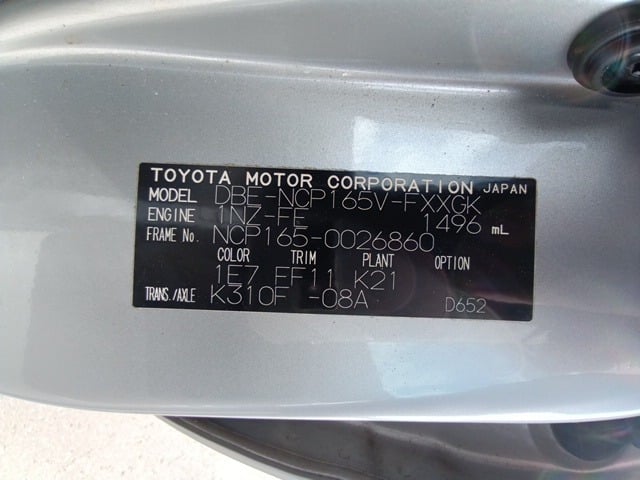 TOYOTA MOTOR CORPORATION JAPAN
MODEL DBE-NCP165V-FXXGK
ENGINE 1NZ-FE 1496 mL
FRAME No. NCP165-0026860
COLOR TRIM PLANT OPTION
1E7 FF11 K21
TRANS./AXLE K310F -08A D652